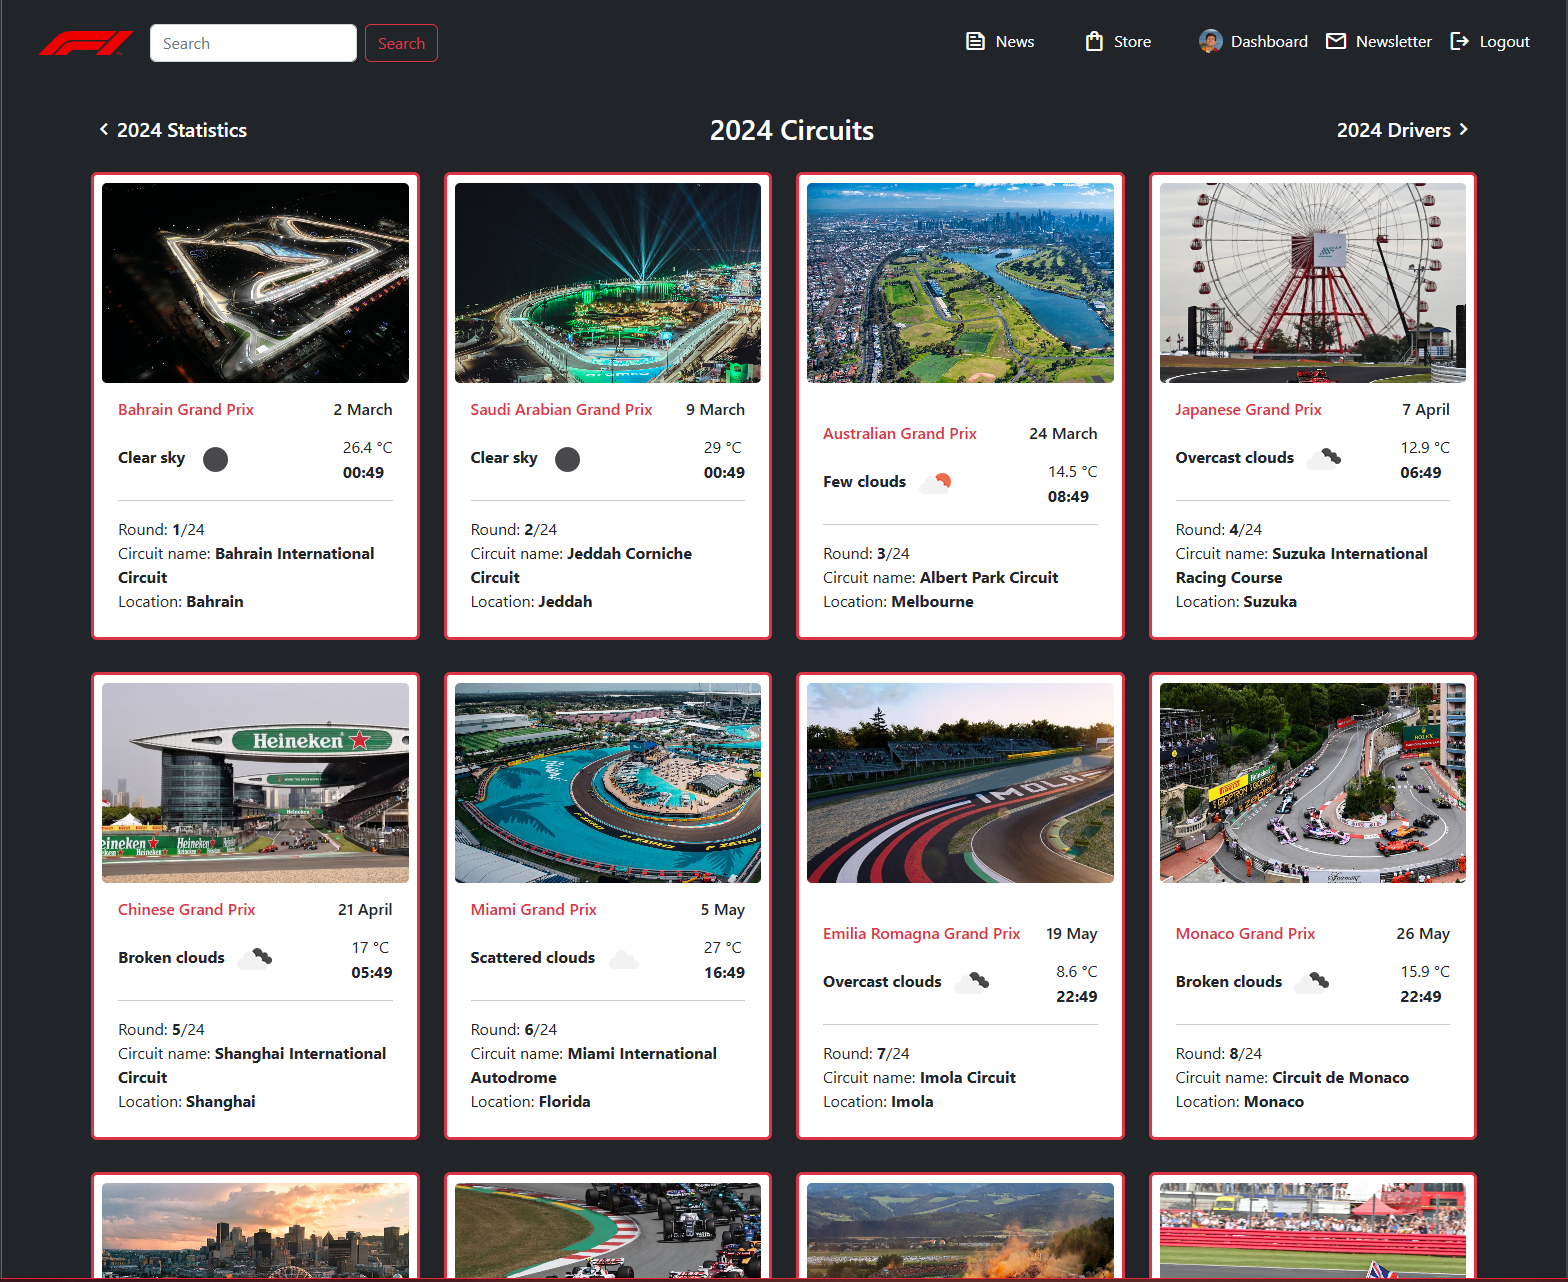 F1
Search
Search
News
Store
Dashboard
Newsletter
Logout
2024 Statistics
2024 Circuits
2024 Drivers
Bahrain Grand Prix
2 March
Clear sky
26.4 °C
00:49
Round: 1/24
Circuit name: Bahrain International
Circuit
Location: Bahrain
Saudi Arabian Grand Prix
9 March
Clear sky
29 °C
00:49
Round: 2/24
Circuit name: Jeddah Corniche
Circuit
Location: Jeddah
Australian Grand Prix
24 March
Few clouds
14.5 °C
08:49
Round: 3/24
Circuit name: Albert Park Circuit
Location: Melbourne
Japanese Grand Prix
7 April
Overcast clouds
12.9 °C
06:49
Round: 4/24
Circuit name: Suzuka International
Racing Course
Location: Suzuka
Heineken
Heineken
Heineken
Chinese Grand Prix
21 April
Broken clouds
17 °C
05:49
Round: 5/24
Circuit name: Shanghai International
Circuit
Location: Shanghai
Miami Grand Prix
5 May
Scattered clouds
27 °C
16:49
Round: 6/24
Circuit name: Miami International
Autodrome
Location: Florida
IMOLA
Emilia Romagna Grand Prix
19 May
Overcast clouds
8.6 °C
22:49
Round: 7/24
Circuit name: Imola Circuit
Location: Imola
ROLEX
Monaco Grand Prix
26 May
Broken clouds
15.9 °C
22:49
Round: 8/24
Circuit name: Circuit de Monaco
Location: Monaco